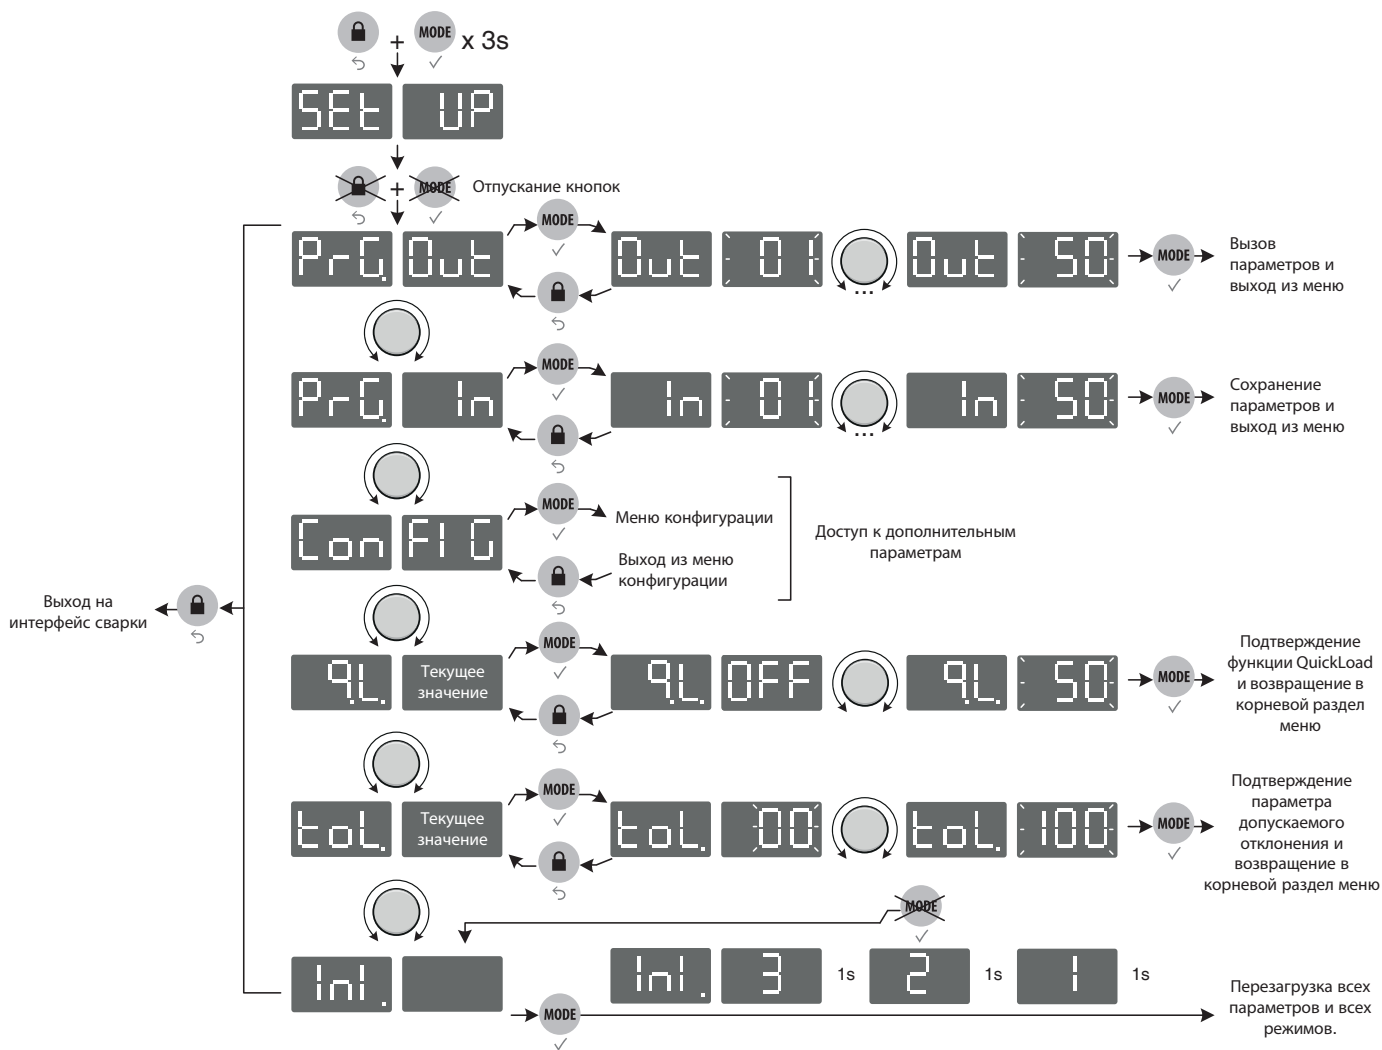 + MODE x 3s
SEt UP
+ MODE Отпускание кнопок
PrG. Out MODE Out 01 ... Out 50 MODE
Вызов
параметров и
выход из меню
PrG. In MODE In 01 ... In 50 MODE
Сохранение
параметров и
выход из меню
Con FIG MODE
Меню конфигурации
Выход из меню
конфигурации
Доступ к дополнительным
параметрам
Выход на
интерфейс сварки
q.L. Текущее
значение
MODE q.L. OFF q.L. 50 MODE
Подтверждение
функции QuickLoad
и возвращение в
корневой раздел
меню
toL. Текущее
значение
MODE toL. 00 toL. 100 MODE
Подтверждение
параметра
допускаемого
отклонения и
возвращение в
корневой раздел меню
MODE
InI. InI. 3 1s 2 1s 1 1s
MODE
Перезагрузка всех
параметров и всех
режимов.